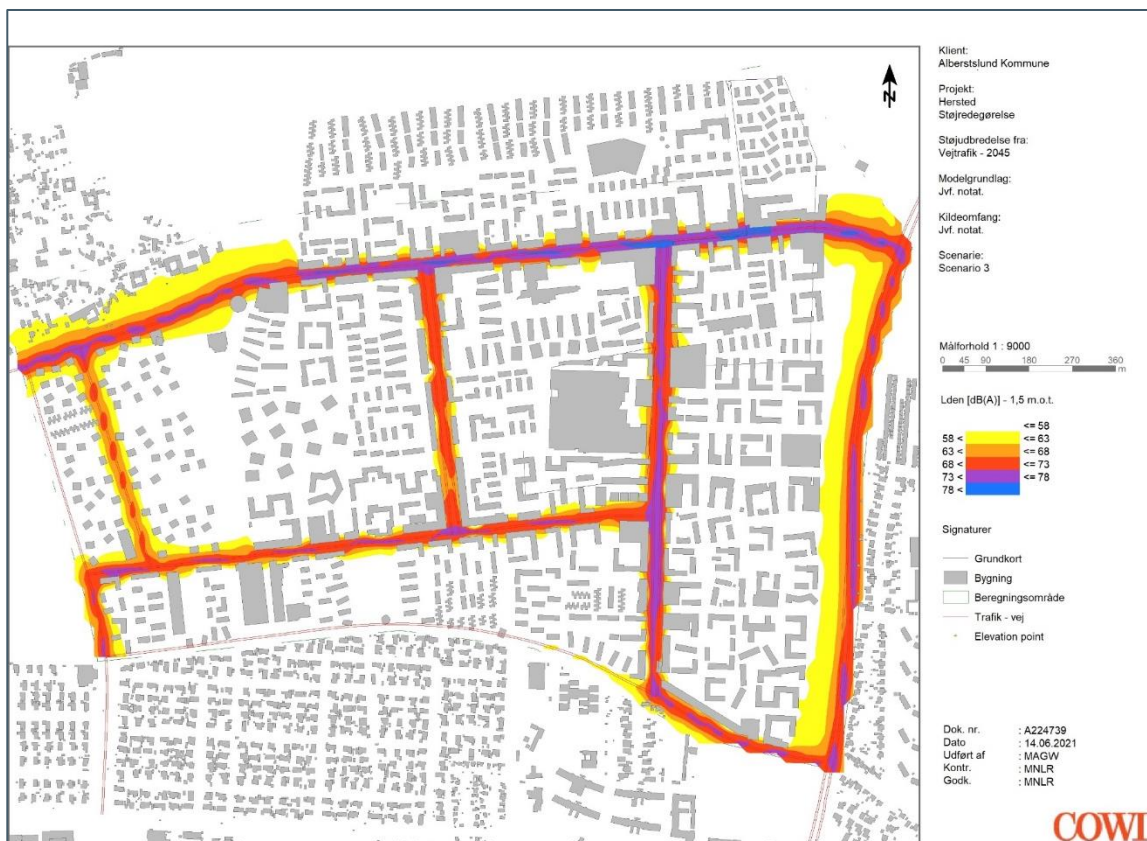 Klient:
Alberstslund Kommune
Projekt:
Hersted
Støjredegørelse
Støjudbredelse fra:
Vejtrafik - 2045
Modelgrundlag:
Jvf. notat.
Kildeomfang:
Jvf. notat.
Scenarie:
Scenario 3
N
Målforhold 1 : 9000
0 45 90 180 270 360
m
Lden [dB(A)] - 1,5 m.o.t.
<= 58
58 < <= 63
63 < <= 68
68 < <= 73
73 < <= 78
78 <
Signaturer
Grundkort
Bygning
Beregningsområde
Trafik - vej
Elevation point
Dok. nr. : A224739
Dato : 14.06.2021
Udført af : MAGW
Kontr. : MNLR
Godk. : MNLR
COWI